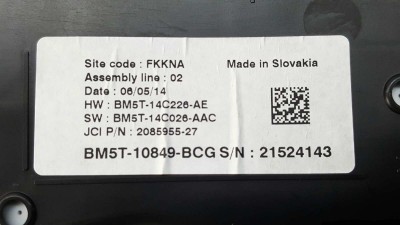 Site code : FKKNA Made in Slovakia
Assembly line : 02
Date : 06/05/14
HW : BM5T-14C226-AE
SW : BM5T-14C026-AAC
JCI P/N : 2085955-27
BM5T-10849-BCG S/N : 21524143